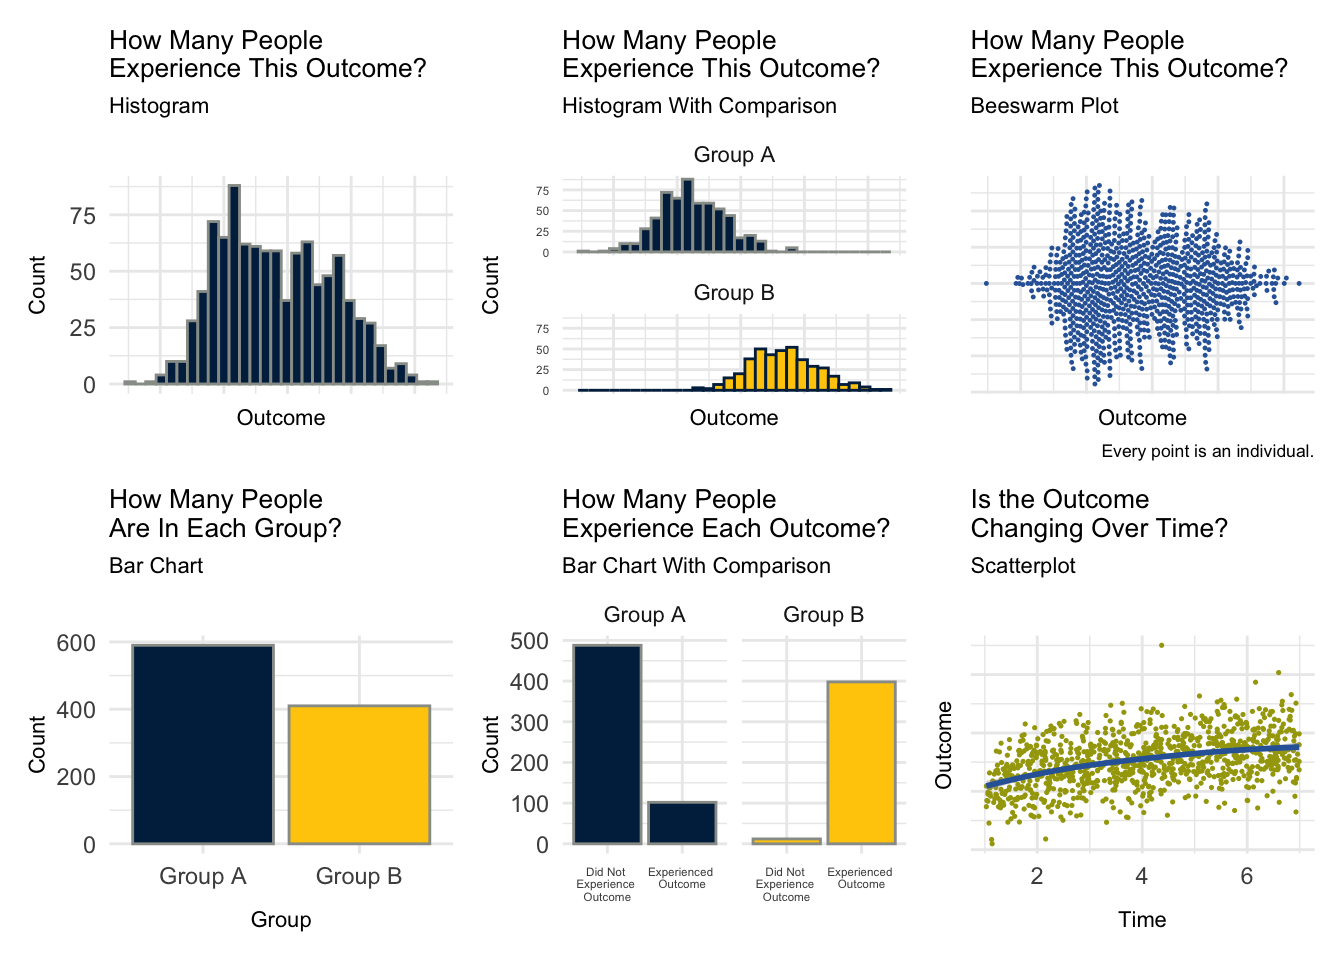 How Many People
Experience This Outcome?
Histogram
75
50
25
0
Count
Outcome
How Many People
Experience This Outcome?
Histogram With Comparison
Group A
75
50
25
0
Group B
75
50
25
0
Count
Outcome
How Many People
Experience This Outcome?
Beeswarm Plot
Outcome
Every point is an individual.
How Many People
Are In Each Group?
Bar Chart
600
400
200
0
Count
Group A
Group B
Group
How Many People
Experience Each Outcome?
Bar Chart With Comparison
Group A
Group B
500
400
300
200
100
0
Count
Did Not
Experience
Outcome
Experienced
Outcome
Did Not
Experience
Outcome
Experienced
Outcome
Is the Outcome
Changing Over Time?
Scatterplot
Outcome
2
4
6
Time